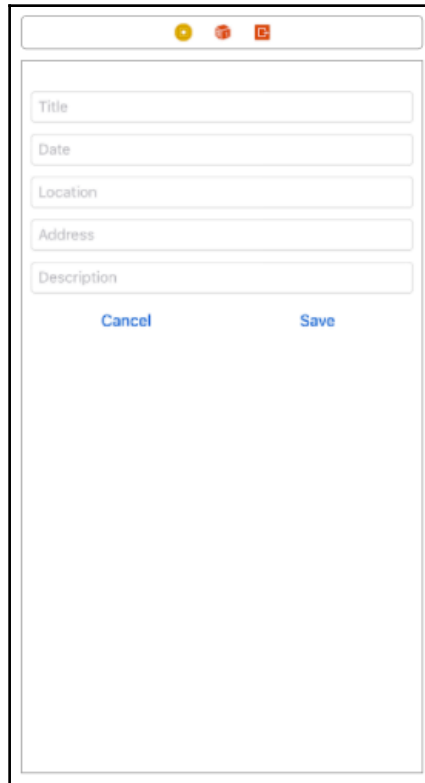 Title
Date
Location
Address
Description
Cancel Save